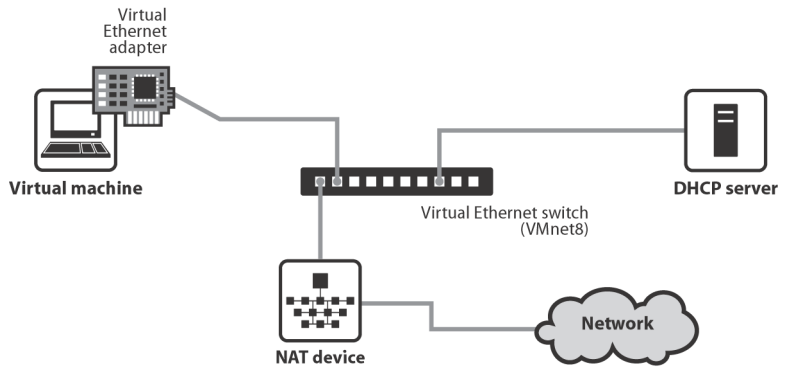 Virtual
Ethernet
adapter
Virtual machine
DHCP server
Virtual Ethernet switch
(VMnet8)
NAT device
Network